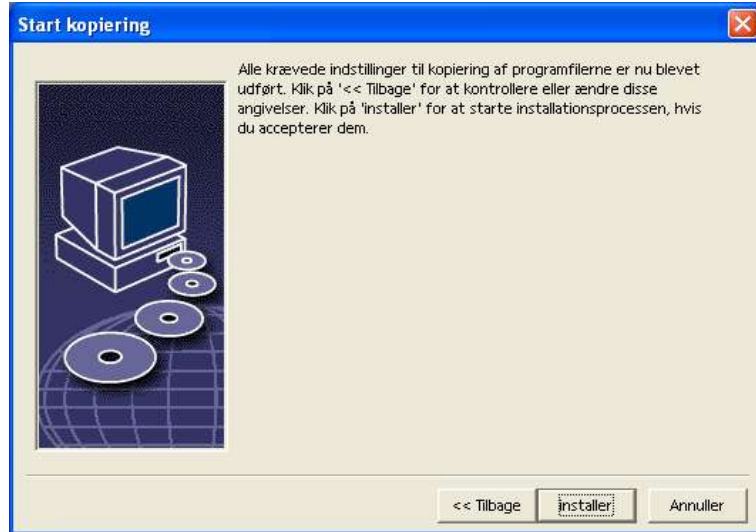 Start kopiering
Alle krævede indstillinger til kopiering af programfilerne er nu blevet
udført. Klik på '<< Tilbage' for at kontrollere eller ændre disse
angivelser. Klik på 'installer' for at starte installationsprocessen, hvis
du accepterer dem.
<< Tilbage
installer
Annuller